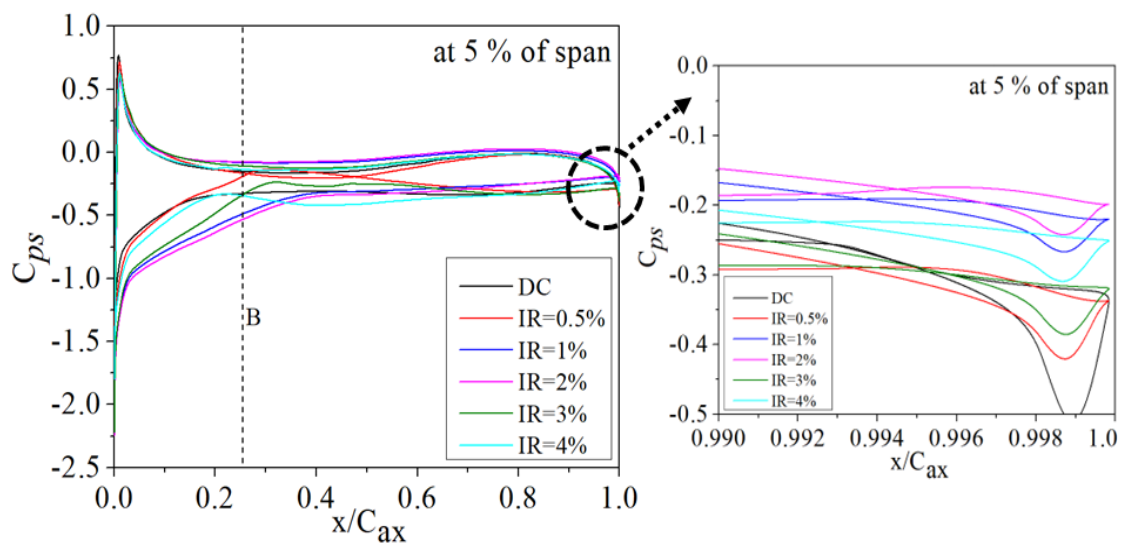 at 5 % of span
1.0
0.5
0.0
-0.5
-1.0
-1.5
-2.0
-2.5
Cps
B
DC
IR=0.5%
IR=1%
IR=2%
IR=3%
IR=4%
0.0 0.2 0.4 0.6 0.8 1.0
x/Cax
at 5 % of span
0.0
-0.1
-0.2
-0.3
-0.4
-0.5
Cps
DC
IR=0.5%
IR=1%
IR=2%
IR=3%
IR=4%
0.990 0.992 0.994 0.996 0.998 1.0
x/Cax